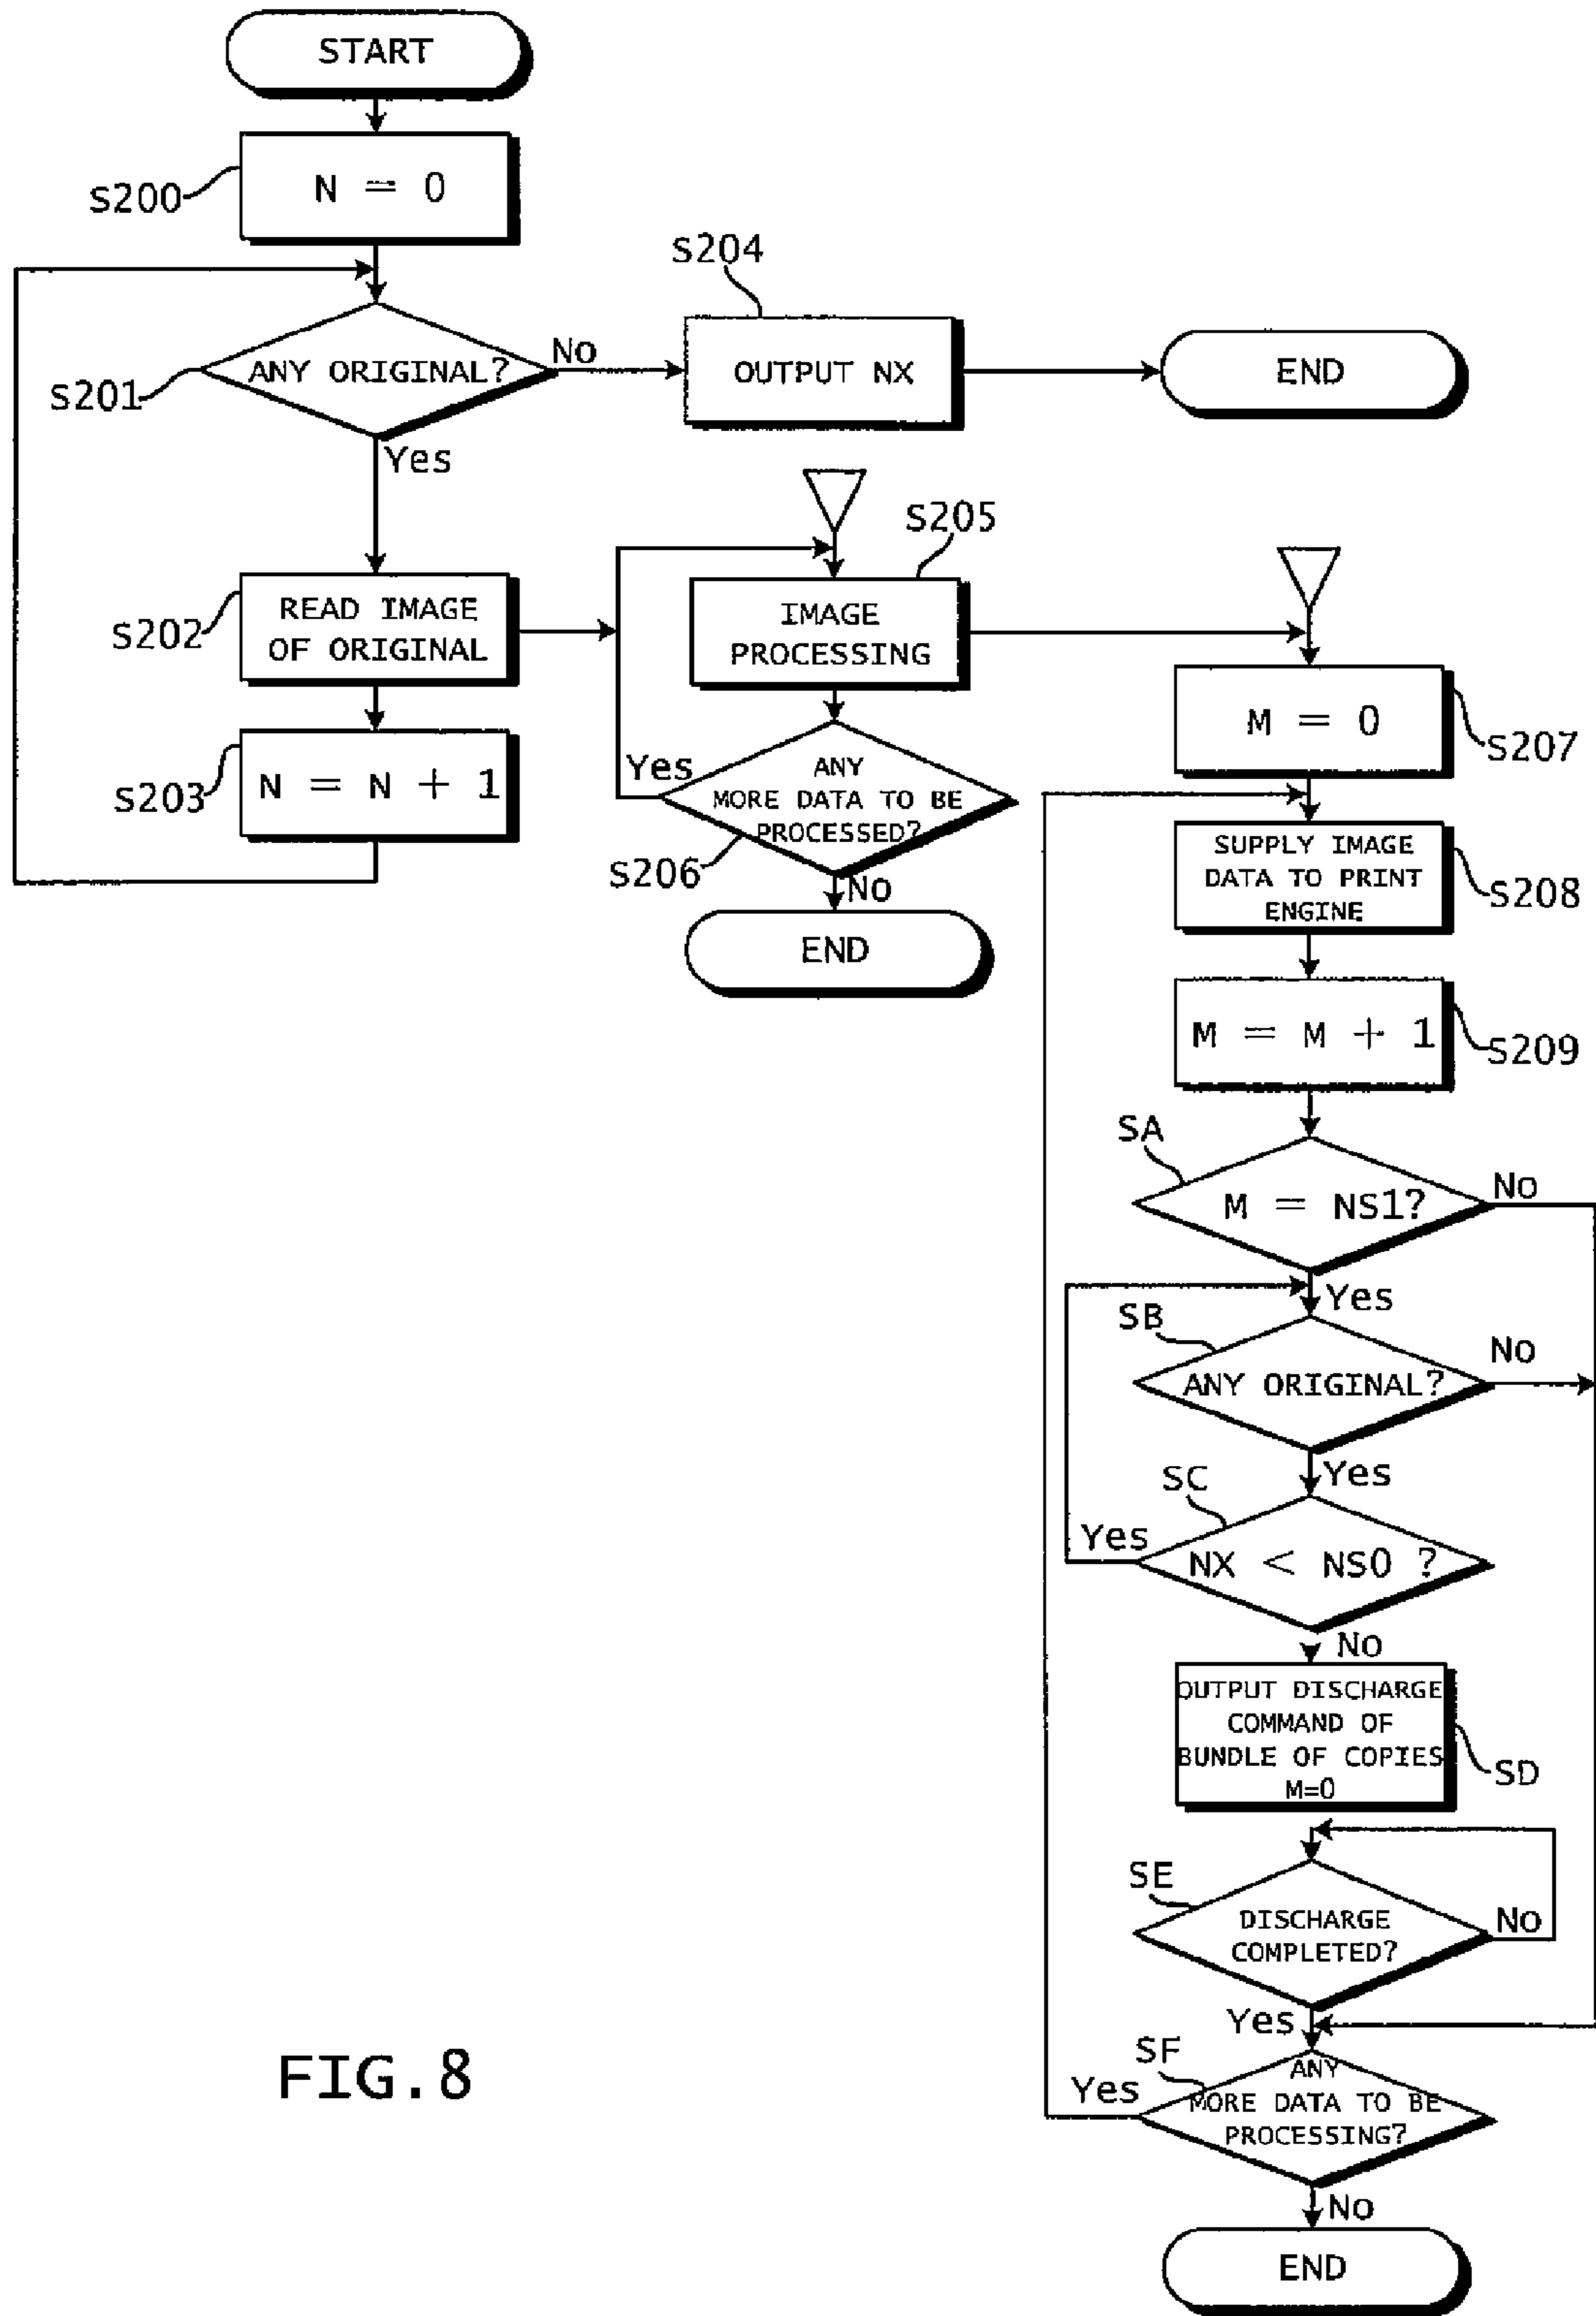 START
S200
N = 0
S201
ANY ORIGINAL?
No
Yes
S204
OUTPUT NX
END
S202
READ IMAGE
OF ORIGINAL
S203
N = N + 1
S205
IMAGE
PROCESSING
Yes
ANY
MORE DATA TO BE
PROCESSED?
S206
No
END
M = 0
S207
SUPPLY IMAGE
DATA TO PRINT
ENGINE
S208
M = M + 1
S209
SA
M = NS1?
No
Yes
SB
ANY ORIGINAL?
No
Yes
SC
Yes
NX < NS0 ?
No
OUTPUT DISCHARGE
COMMAND OF
BUNDLE OF COPIES
M=0
SD
SE
DISCHARGE
COMPLETED?
No
Yes
SF
Yes
ANY
MORE DATA TO BE
PROCESSING?
No
END
FIG.8